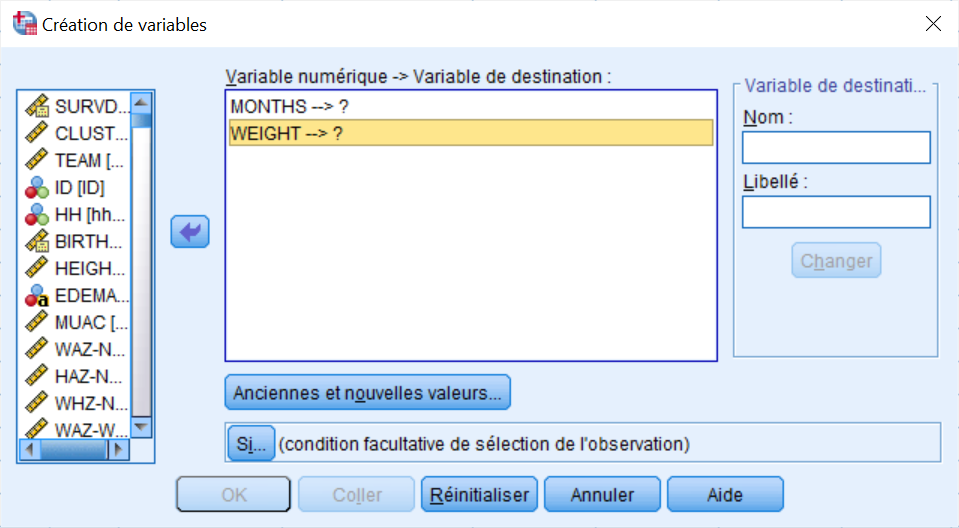 Création de variables
Variable numérique -> Variable de destination :
SURVD...
CLUST...
TEAM [...
ID [ID]
HH [hh...
BIRTH...
HEIGH...
EDEMA...
MUAC [...
WAZ-N...
HAZ-N...
WHZ-N...
WAZ-W...
MONTHS --> ?
WEIGHT --> ?
Variable de destinati...
Nom :
Libellé :
Changer
Anciennes et nouvelles valeurs...
Si... (condition facultative de sélection de l'observation)
OK Coller Réinitialiser Annuler Aide